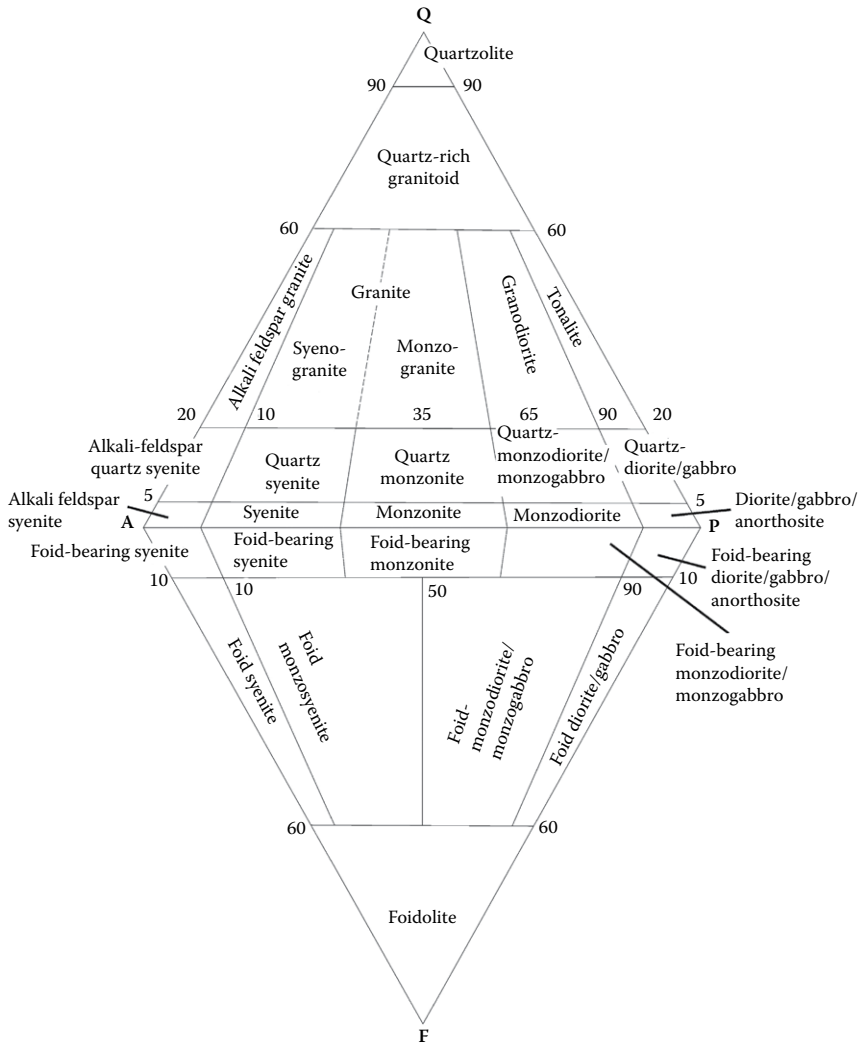 Q
Quartzolite
90
90
Quartz-rich
granitoid
60
60
Alkali feldspar granite
Granite
Syeno-
granite
Monzo-
granite
Granodiorite
Tonalite
20
10
35
65
90
20
Alkali-feldspar
quartz syenite
Quartz
syenite
Quartz
monzonite
Quartz-
monzodiorite/
monzogabbro
Quartz-
diorite/gabbro
5
5
Alkali feldspar
syenite
Syenite
Monzonite
Monzodiorite
Diorite/gabbro/
anorthosite
A
P
Foid-bearing syenite
Foid-bearing
syenite
Foid-bearing
monzonite
Foid-bearing
diorite/gabbro/
anorthosite
10
10
50
90
10
Foid-bearing
monzodiorite/
monzogabbro
Foid syenite
Foid
monzosyenite
Foid-
monzodiorite/
monzogabbro
Foid diorite/gabbro
60
60
Foidolite
F